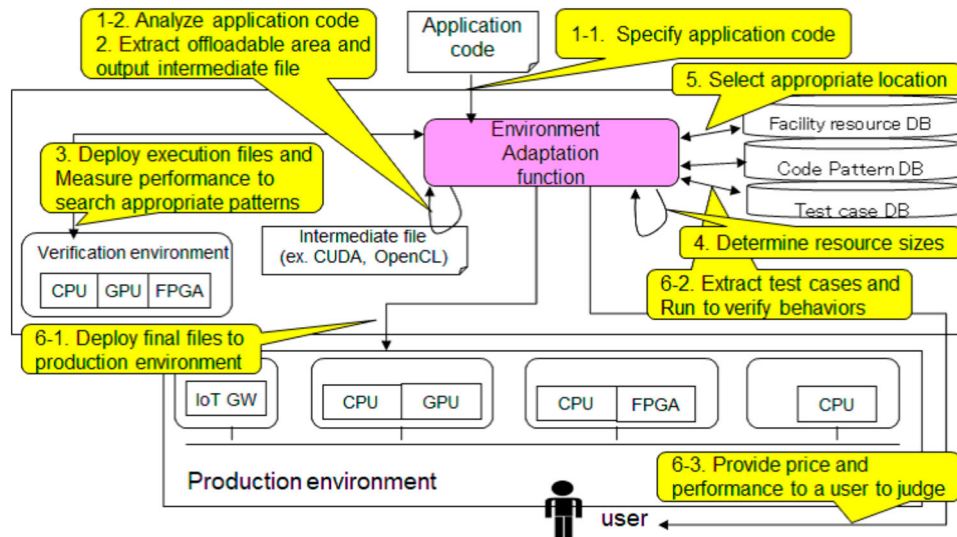 1-2. Analyze application code
2. Extract offloadable area and
output intermediate file
Application
code
1-1. Specify application code
5. Select appropriate location
Environment
Adaptation
function
Facility resource DB
Code Pattern DB
Test case DB
3. Deploy execution files and
Measure performance to
search appropriate patterns
Intermediate file
(ex. CUDA, OpenCL)
4. Determine resource sizes
Verification environment
CPU GPU FPGA
6-2. Extract test cases and
Run to verify behaviors
6-1. Deploy final files to
production environment
IoT GW
CPU GPU
CPU FPGA
CPU
Production environment
6-3. Provide price and
performance to a user to judge
user